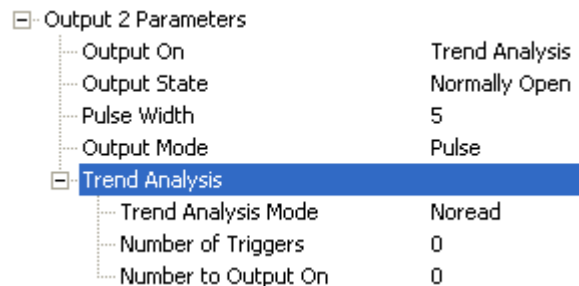 Output 2 Parameters
Output On Trend Analysis
Output State Normally Open
Pulse Width 5
Output Mode Pulse
Trend Analysis
Trend Analysis Mode Noread
Number of Triggers 0
Number to Output On 0